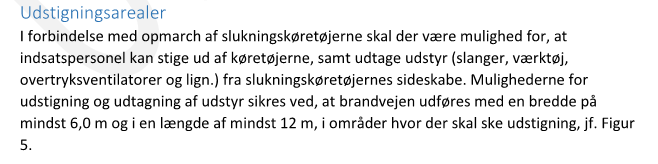 Udstigningsarealer
I forbindelse med opmarch af slukningskøretøjerne skal der være mulighed for, at
indsatspersonel kan stige ud af køretøjerne, samt udtage udstyr (slanger, værktøj,
overtryksventilatorer og lign.) fra slukningskøretøjernes sideskabe. Mulighederne for
udstigning og udtagning af udstyr sikres ved, at brandvejen udføres med en bredde på
mindst 6,0 m og i en længde af mindst 12 m, i områder hvor der skal ske udstigning, jf. Figur
5.